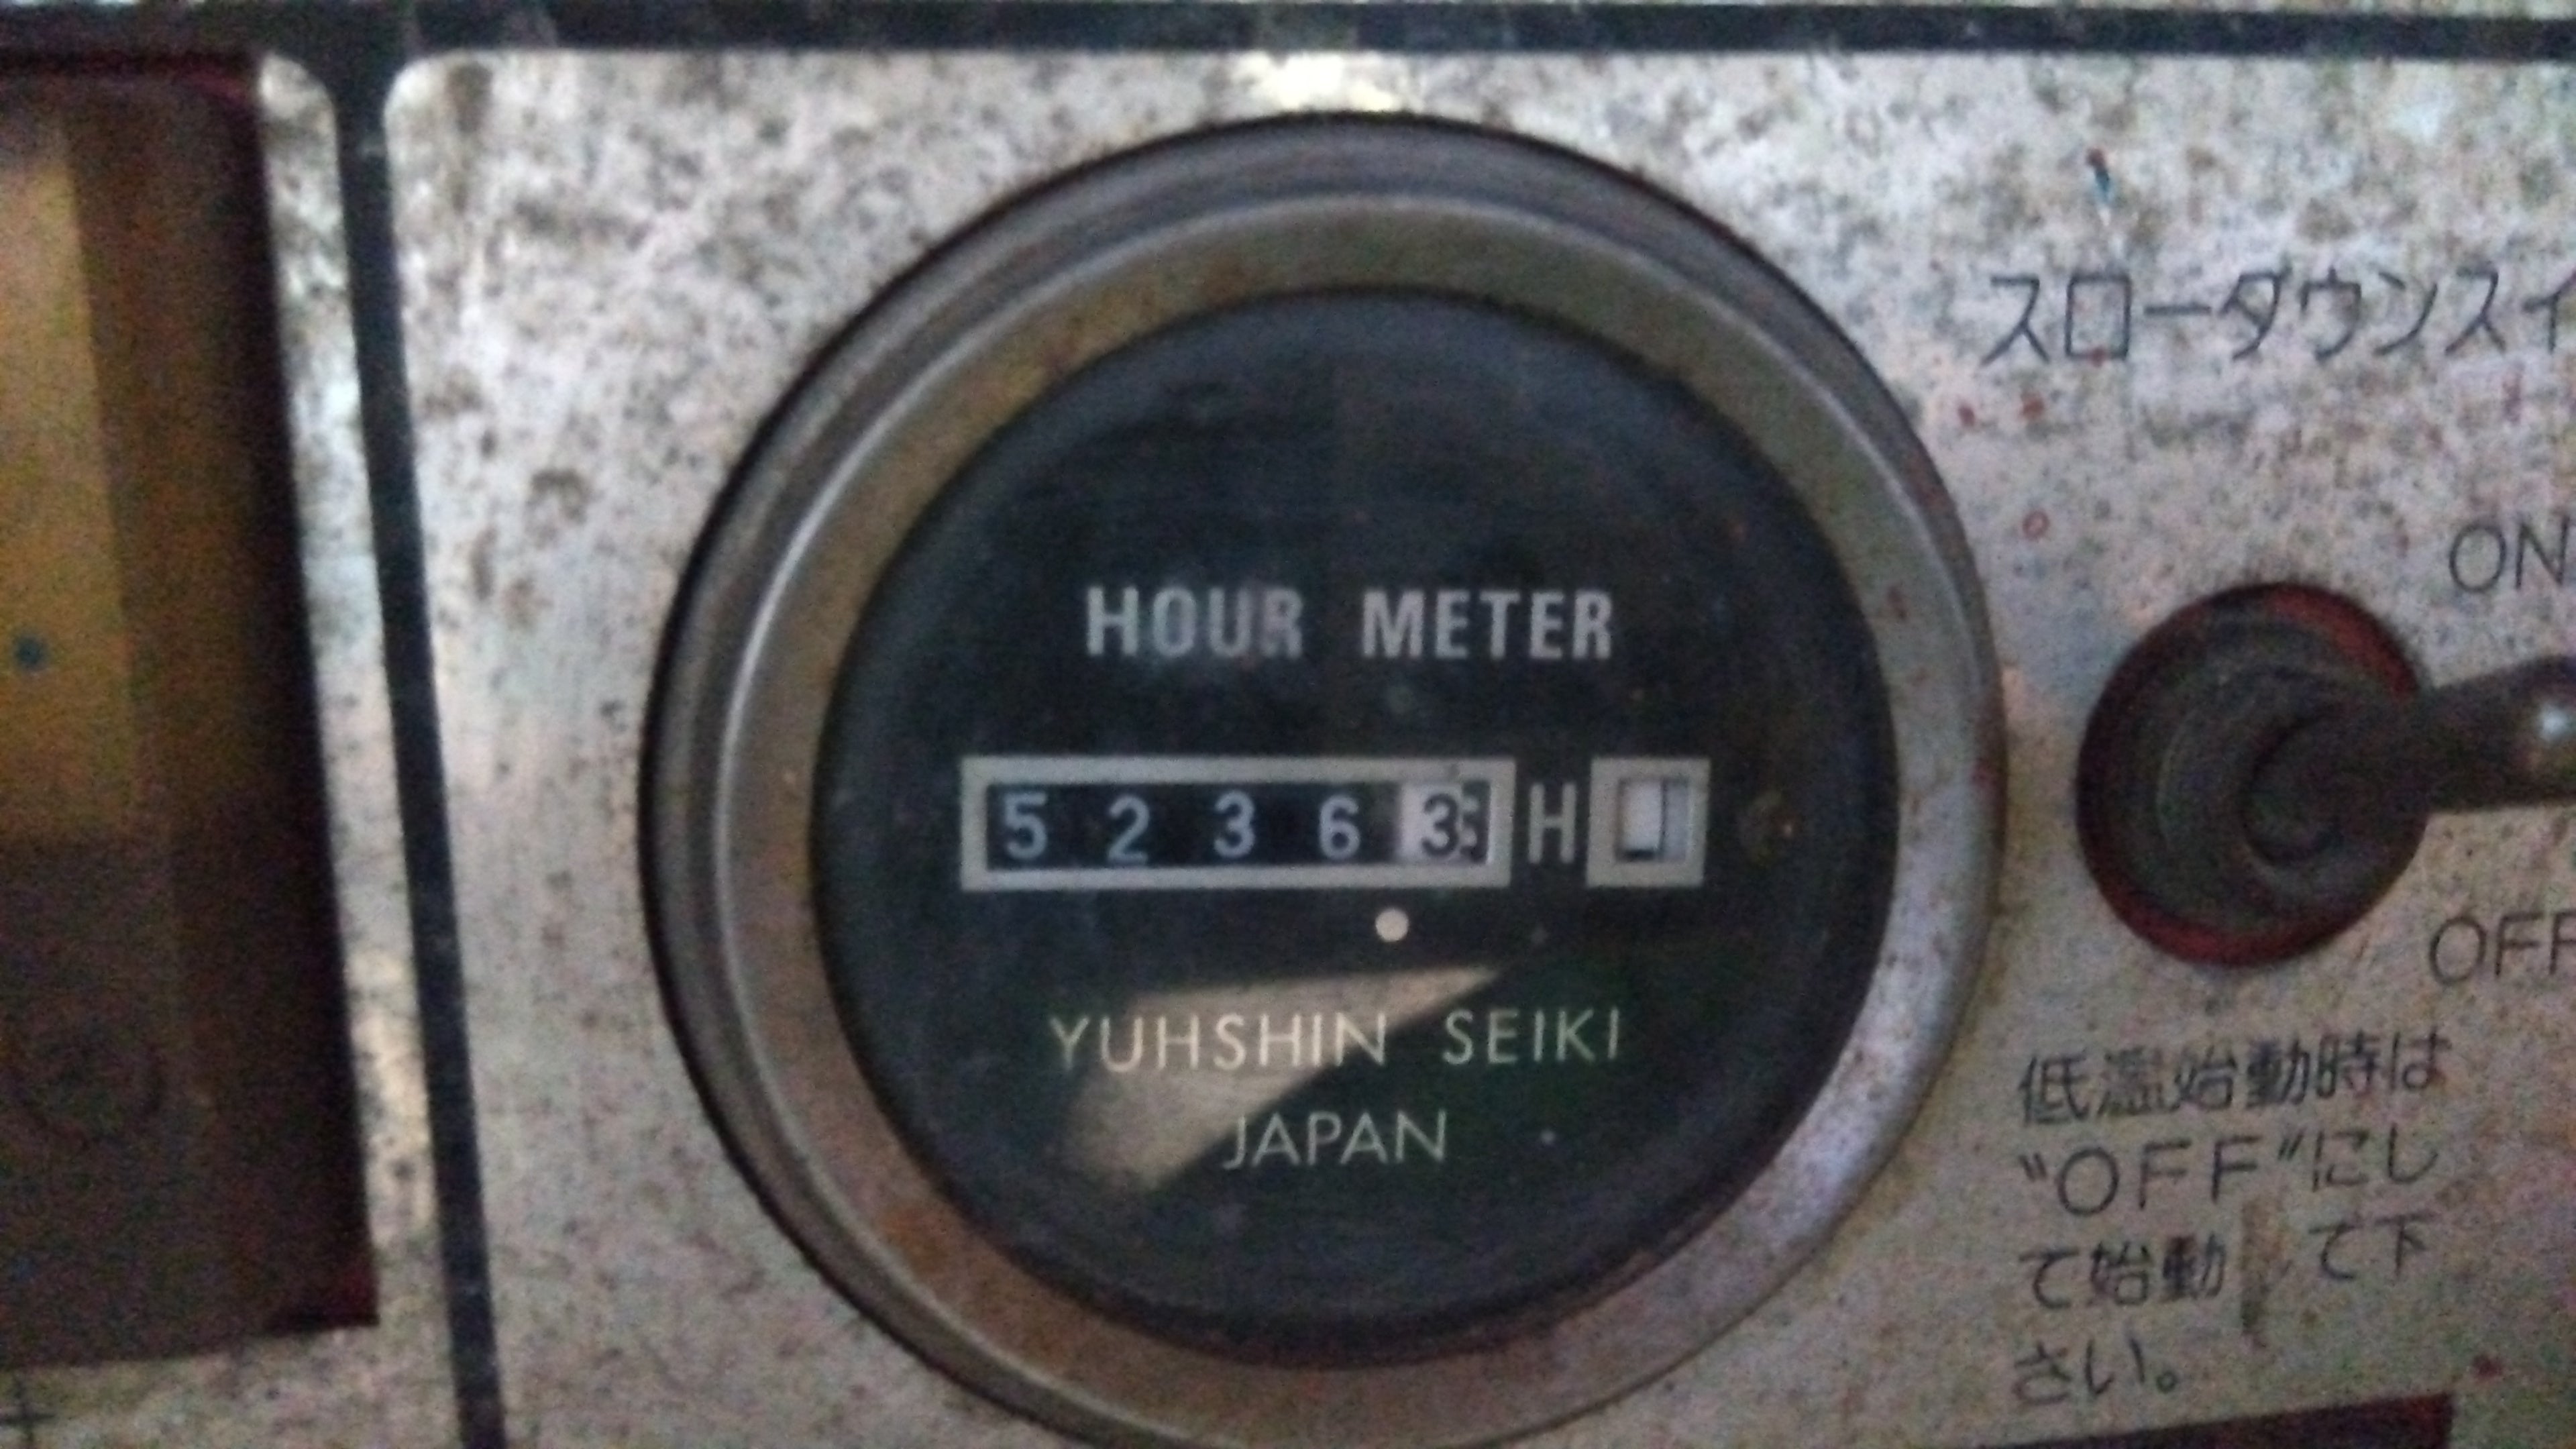 スローダウンスイ
ON
HOUR METER
5 2 3 6 3 H
OFF
YUHSHIN SEIKI
JAPAN
低温始動時は
"OFF"にし
て始動 て下
さい。